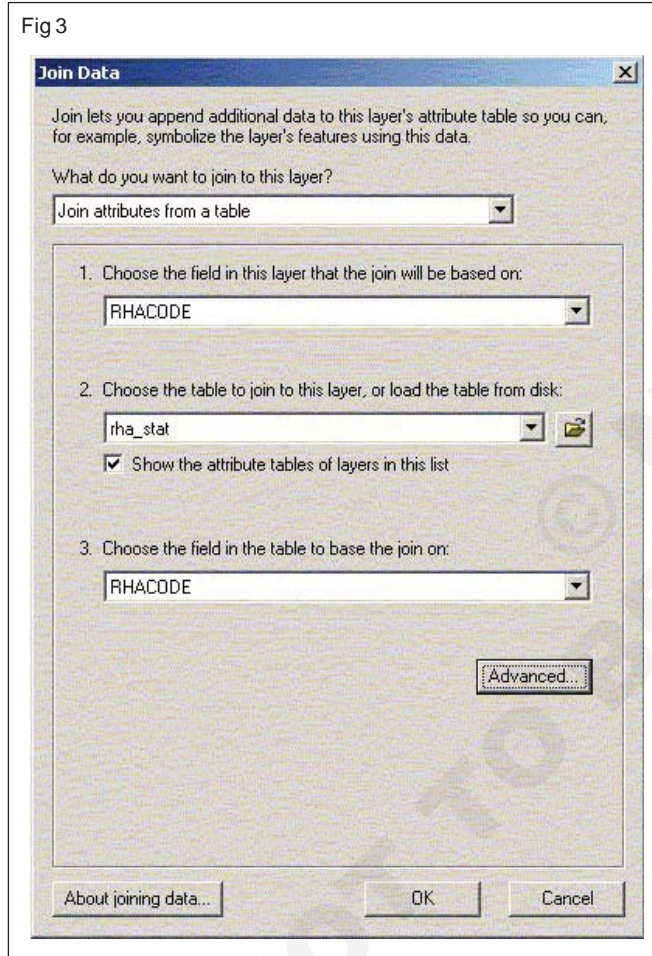 Fig 3
Join Data
Join lets you append additional data to this layer's attribute table so you can,
for example, symbolize the layer's features using this data.
What do you want to join to this layer?
Join attributes from a table
1. Choose the field in this layer that the join will be based on:
RHACODE
2. Choose the table to join to this layer, or load the table from disk:
rha_stat
Show the attribute tables of layers in this list
3. Choose the field in the table to base the join on:
RHACODE
Advanced...
About joining data...
OK
Cancel